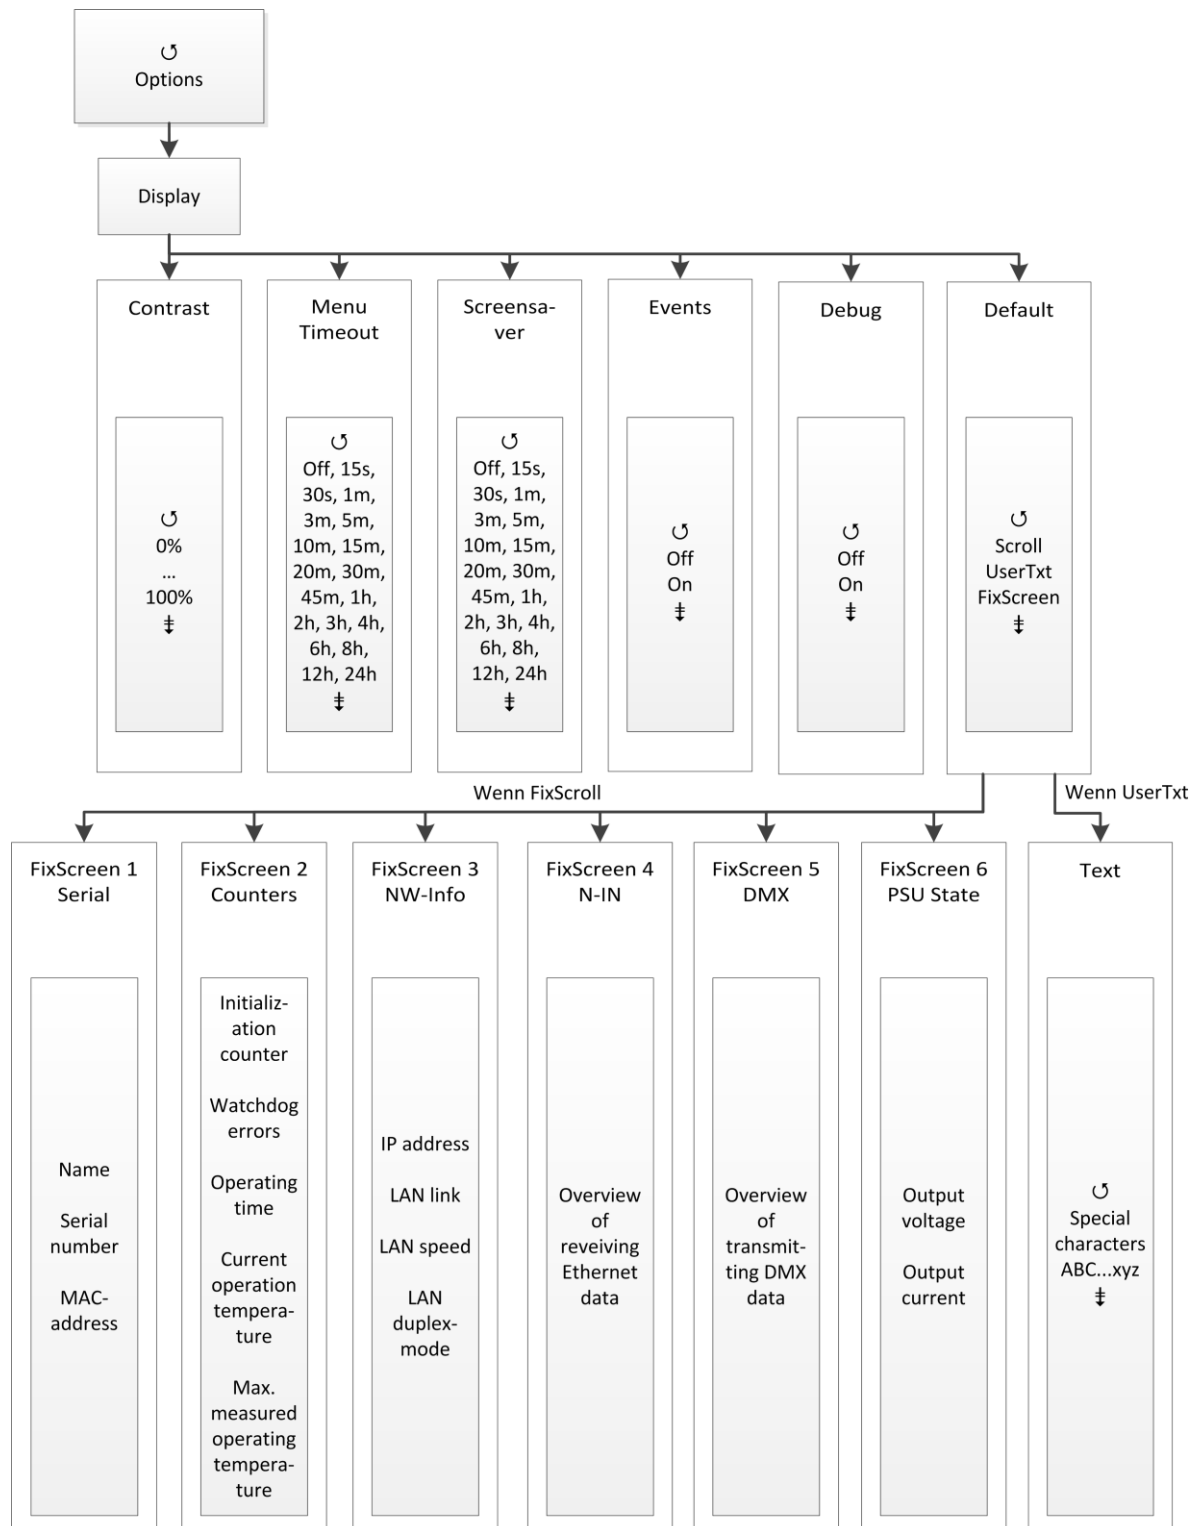 ↺
Options
Display
Contrast
↺
0%
...
100%
⇟
Menu
Timeout
↺
Off, 15s,
30s, 1m,
3m, 5m,
10m, 15m,
20m, 30m,
45m, 1h,
2h, 3h, 4h,
6h, 8h,
12h, 24h
⇟
Screensa-
ver
↺
Off, 15s,
30s, 1m,
3m, 5m,
10m, 15m,
20m, 30m,
45m, 1h,
2h, 3h, 4h,
6h, 8h,
12h, 24h
⇟
Events
↺
Off
On
⇟
Debug
↺
Off
On
⇟
Default
↺
Scroll
UserTxt
FixScreen
⇟
Wenn FixScroll
Wenn UserTxt
FixScreen 1
Serial
Name
Serial
number
MAC-
address
FixScreen 2
Counters
Initializ-
ation
counter
Watchdog
errors
Operating
time
Current
operation
tempera-
ture
Max.
measured
operating
tempera-
ture
FixScreen 3
NW-Info
IP address
LAN link
LAN speed
LAN
duplex-
mode
FixScreen 4
N-IN
Overview
of
reveiving
Ethernet
data
FixScreen 5
DMX
Overview
of
transmit-
ting DMX
data
FixScreen 6
PSU State
Output
voltage
Output
current
Text
↺
Special
characters
ABC...xyz
⇟